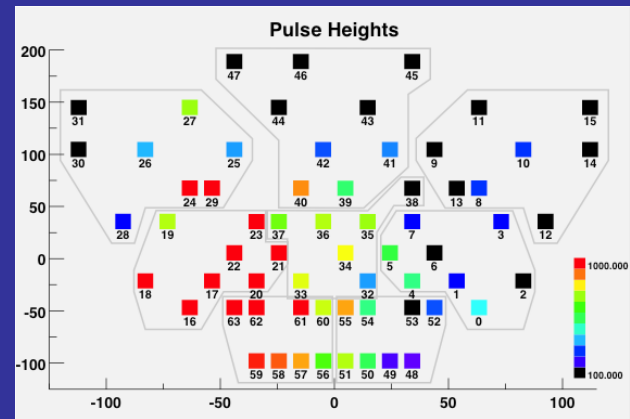 Pulse Heights
200
47 46 45
150
31 27 44 43 11 15
100
30 26 25 42 41 9 10 14
50
24 29 40 39 38 13 8
28 19 23 37 36 35 7 3 12
0
22 21 34 5 6
18 17 20 33 32 4 1 2
1000.000
-50
16 63 62 61 60 55 54 53 52 0
-100
59 58 57 56 51 50 49 48
100.000
-100 -50 0 50 100